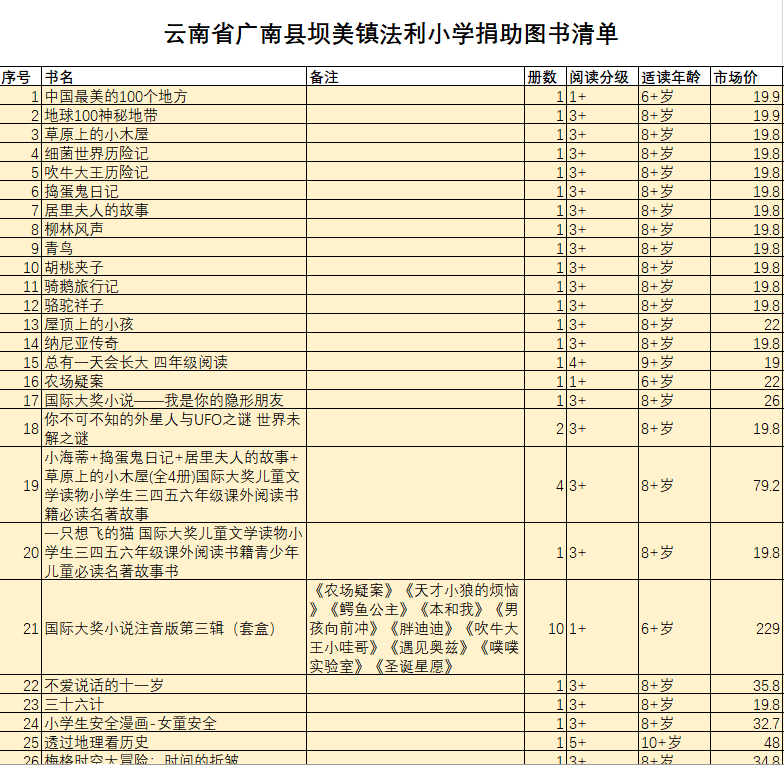 云南省广南县坝美镇法利小学捐助图书清单
序号 书名 备注 册数 阅读分级 适读年龄 市场价
1 中国最美的100个地方 1 1+ 6+岁 19.9
2 地球100神秘地带 1 3+ 8+岁 19.9
3 草原上的小木屋 1 3+ 8+岁 19.8
4 细菌世界历险记 1 3+ 8+岁 19.8
5 吹牛大王历险记 1 3+ 8+岁 19.8
6 捣蛋鬼日记 1 3+ 8+岁 19.8
7 居里夫人的故事 1 3+ 8+岁 19.8
8 柳林风声 1 3+ 8+岁 19.8
9 青鸟 1 3+ 8+岁 19.8
10 胡桃夹子 1 3+ 8+岁 19.8
11 骑鹅旅行记 1 3+ 8+岁 19.8
12 骆驼祥子 1 3+ 8+岁 19.8
13 屋顶上的小孩 1 3+ 8+岁 22
14 纳尼亚传奇 1 3+ 8+岁 19.8
15 总有一天会长大 四年级阅读 1 4+ 9+岁 19
16 农场疑案 1 1+ 6+岁 22
17 国际大奖小说——我是你的隐形朋友 1 3+ 8+岁 26
18 你不可不知的外星人与UFO之谜 世界未
解之谜 2 3+ 8+岁 19.8
小海蒂+捣蛋鬼日记+居里夫人的故事+
草原上的小木屋(全4册)国际大奖儿童文
19 学读物小学生三四五六年级课外阅读书 4 3+ 8+岁 79.2
籍必读名著故事
一只想飞的猫 国际大奖儿童文学读物小
20 学生三四五六年级课外阅读书籍青少年 1 3+ 8+岁 19.8
儿童必读名著故事书
《农场疑案》《天才小狼的烦恼
》《鳄鱼公主》《本和我》《男
21 国际大奖小说注音版第三辑（套盒） 孩向前冲》《胖迪迪》《吹牛大 10 1+ 6+岁 229
王小哇哥》《遇见奥兹》《噗噗
实验室》《圣诞星愿》
22 不爱说话的十一岁 1 3+ 8+岁 35.8
23 三十六计 1 3+ 8+岁 19.8
24 小学生安全漫画-女童安全 1 3+ 8+岁 32.7
25 透过地理看历史 1 5+ 10+岁 48
26 梅格时空大冒险：时间的折皱 1 3+ 8+岁 34.8